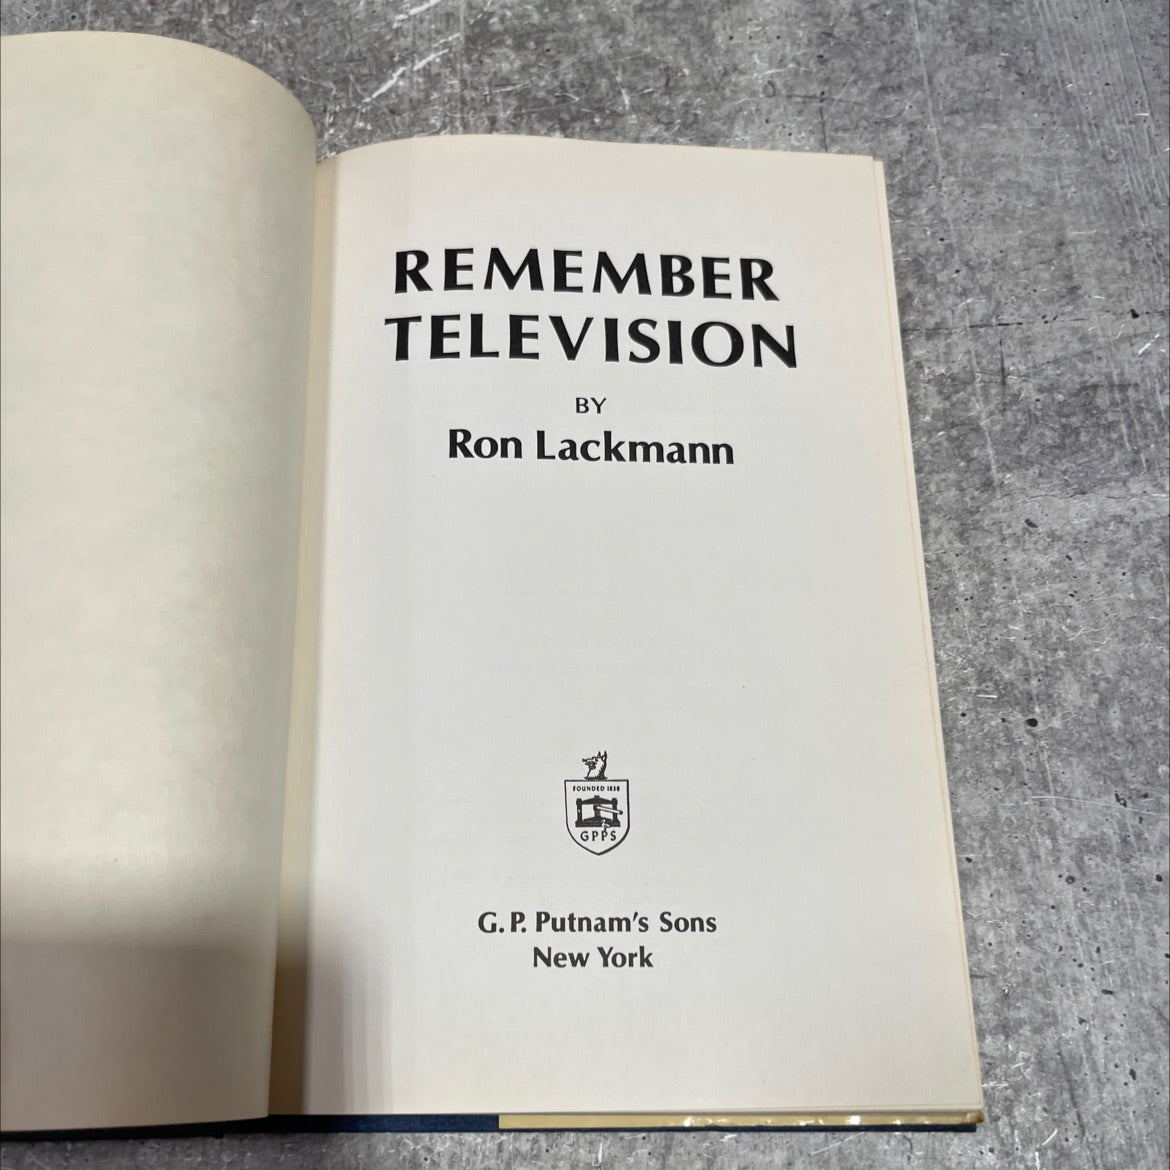 REMEMBER
TELEVISION
BY
Ron Lackmann
FOUNDED 1838
GPPS
G. P. Putnam's Sons
New York